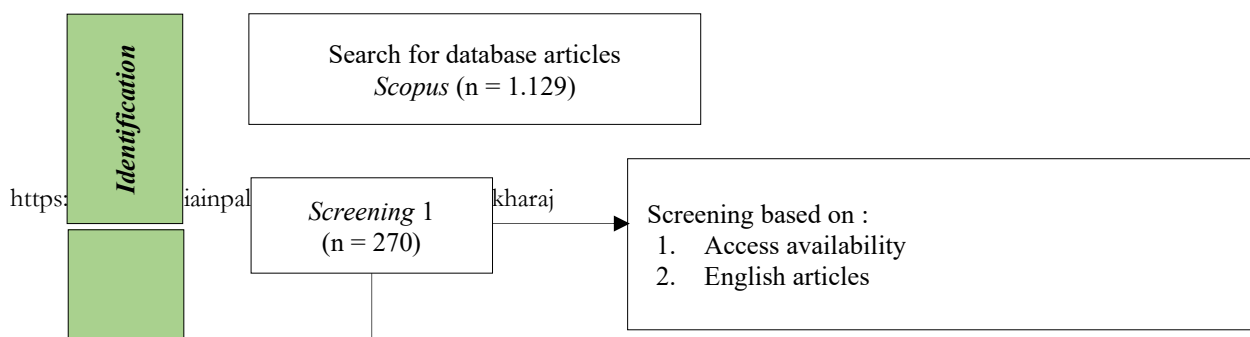 Identification
Search for database articles
Scopus (n = 1.129)
https: iainpal kharaj
Screening 1
(n = 270)
Screening based on :
1. Access availability
2. English articles